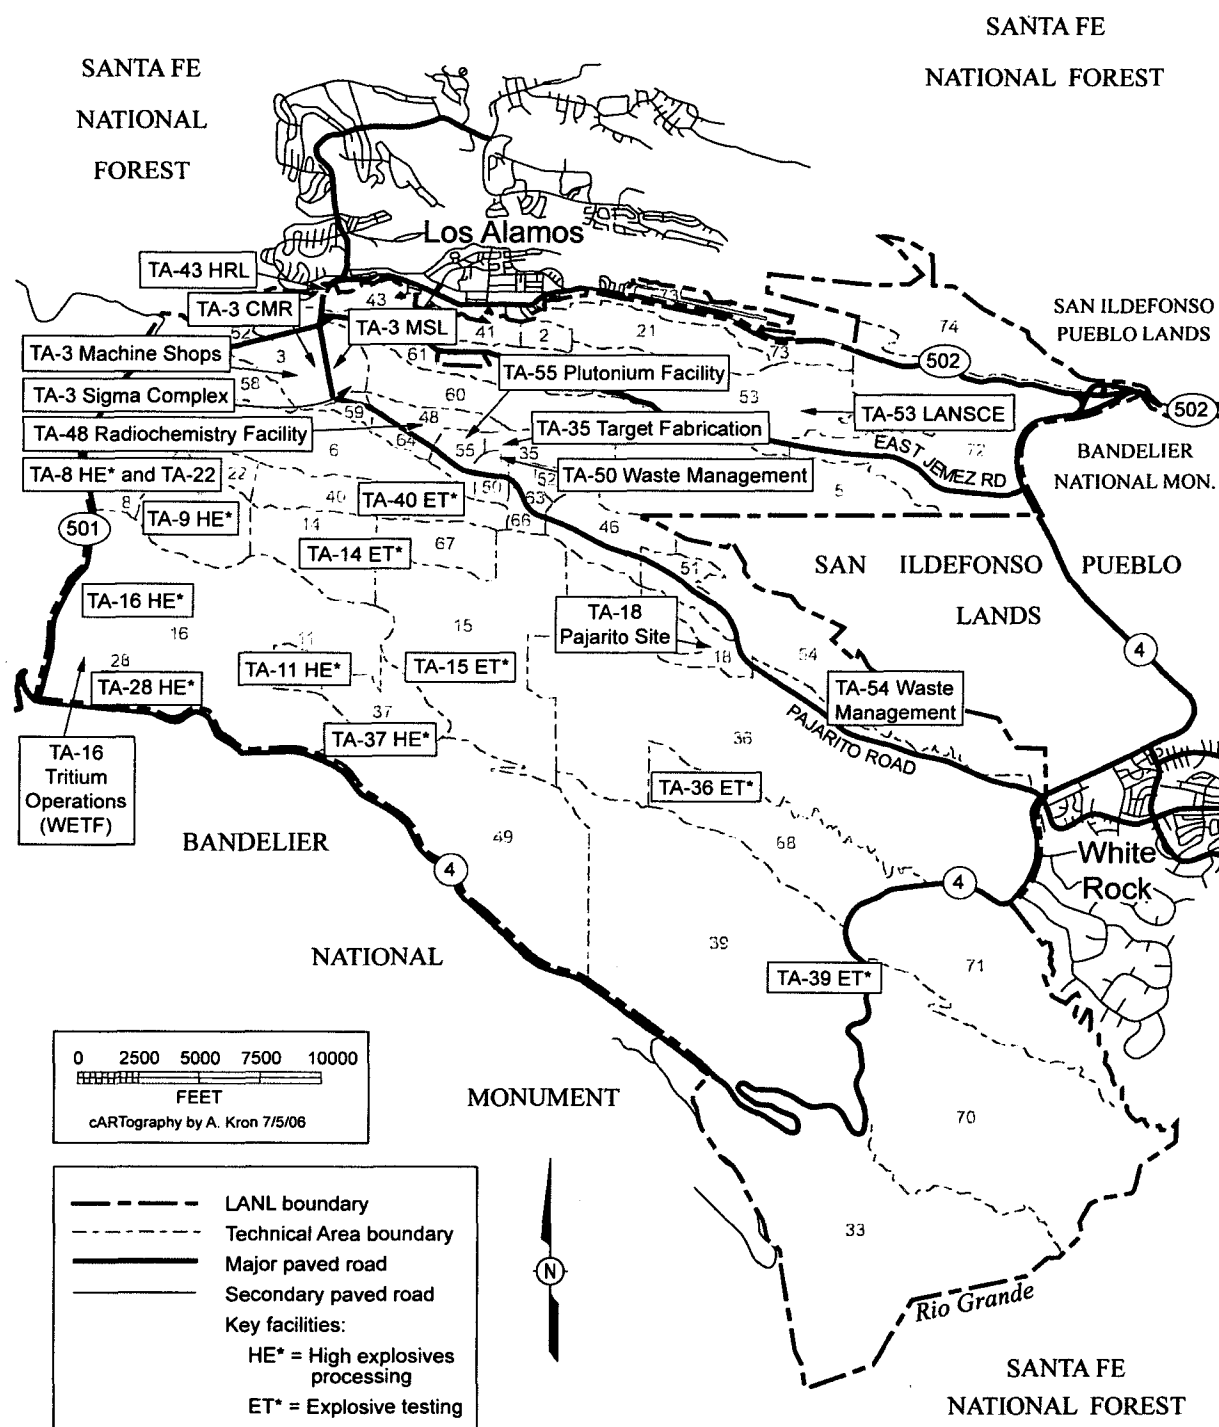 SANTA FE
NATIONAL FOREST
SANTA FE
NATIONAL
FOREST
Los Alamos
TA-43 HRL
43
73
TA-3 CMR
TA-3 MSL
41
2
21
74
SAN ILDEFONSO
PUEBLO LANDS
TA-3 Machine Shops
3
61
73
502
TA-55 Plutonium Facility
58
TA-3 Sigma Complex
60
53
59
48
TA-53 LANSCE
502
TA-48 Radiochemistry Facility
64
TA-35 Target Fabrication
EAST JEMEZ RD
72
BANDELIER
NATIONAL MON.
6
55
35
TA-8 HE* and TA-22
22
TA-50 Waste Management
52
50
5
40
TA-40 ET*
63
8
TA-9 HE*
14
66
46
501
TA-14 ET*
67
51
SAN ILDEFONSO PUEBLO
LANDS
TA-16 HE*
16
11
15
TA-18
Pajarito Site
18
54
4
28
TA-11 HE*
TA-15 ET*
TA-28 HE*
37
TA-54 Waste
Management
TA-37 HE*
36
PAJARITO ROAD
TA-16
Tritium
Operations
(WETF)
TA-36 ET*
BANDELIER
49
68
White
Rock
4
4
NATIONAL
39
71
TA-39 ET*
0 2500 5000 7500 10000
FEET
cARTography by A. Kron 7/5/06
MONUMENT
70
LANL boundary
Technical Area boundary
Major paved road
Secondary paved road
Key facilities:
HE* = High explosives
processing
ET* = Explosive testing
N
33
Rio Grande
SANTA FE
NATIONAL FOREST